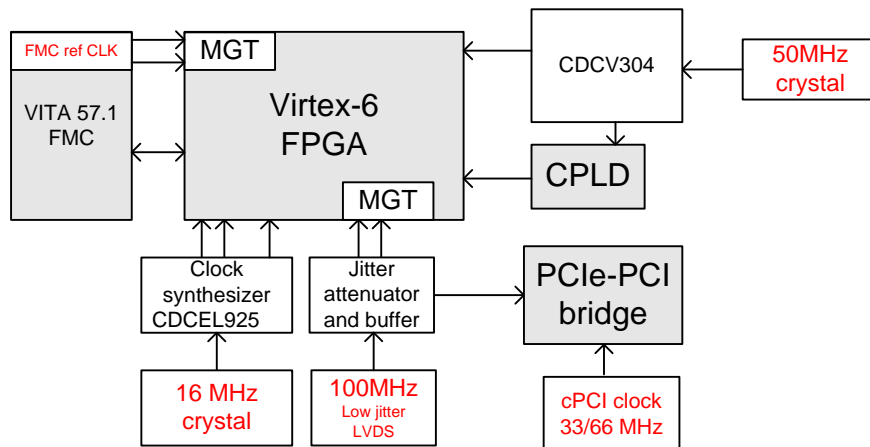 FMC ref CLK
MGT
CDCV304
50MHz
crystal
VITA 57.1
FMC
Virtex-6
FPGA
CPLD
MGT
Clock
synthesizer
CDCEL925
Jitter
attenuator
and buffer
PCIe-PCI
bridge
16 MHz
crystal
100MHz
Low jitter
LVDS
cPCI clock
33/66 MHz